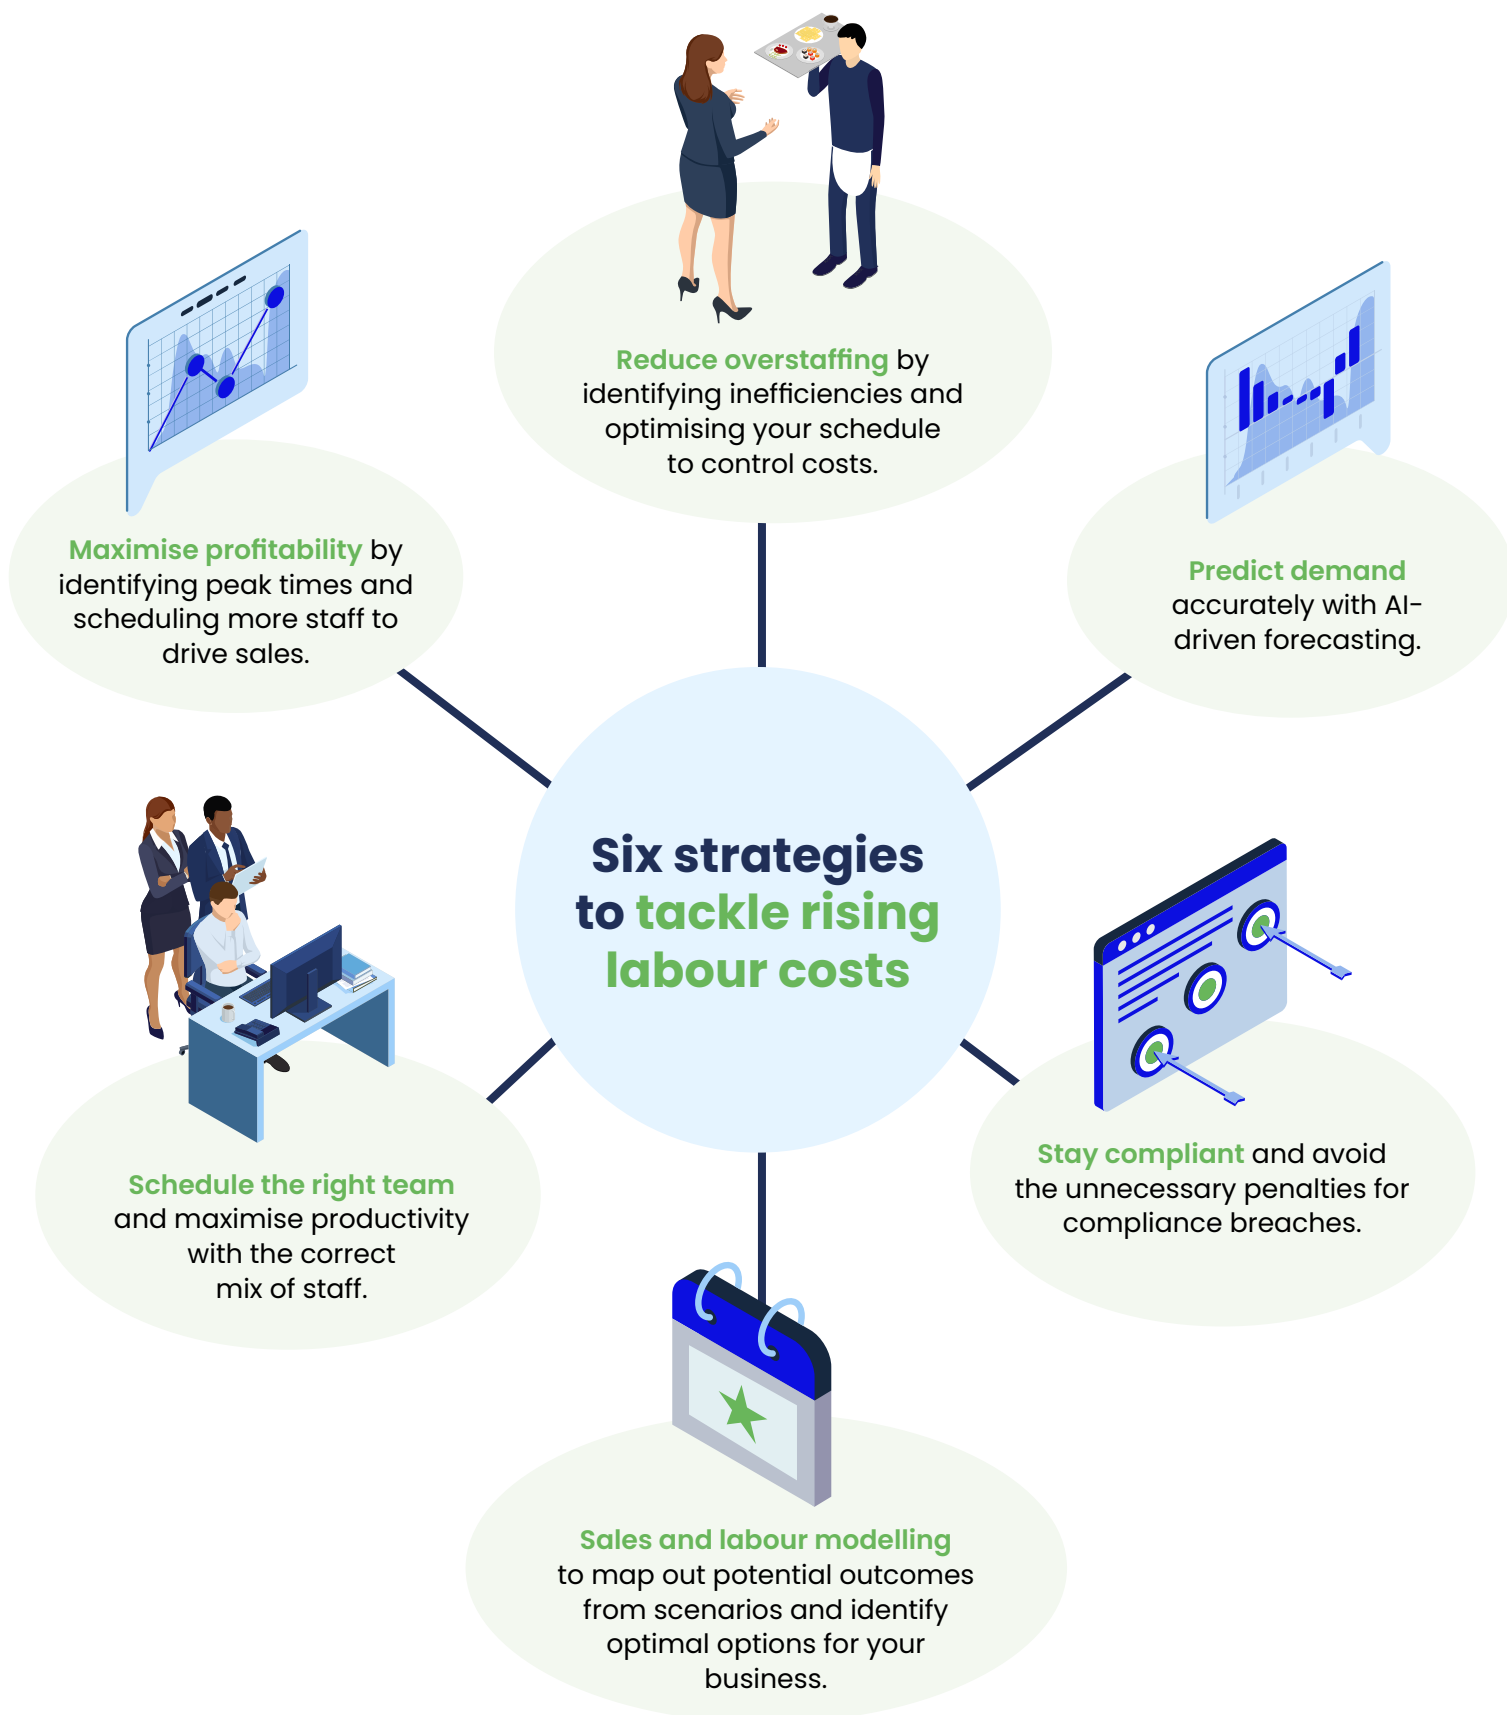 Reduce overstaffing by
identifying inefficiencies and
optimising your schedule
to control costs.
Maximise profitability by
identifying peak times and
scheduling more staff to
drive sales.
Predict demand
accurately with AI-
driven forecasting.
Six strategies
to tackle rising
labour costs
Schedule the right team
and maximise productivity
with the correct
mix of staff.
Stay compliant and avoid
the unnecessary penalties for
compliance breaches.
Sales and labour modelling
to map out potential outcomes
from scenarios and identify
optimal options for your
business.